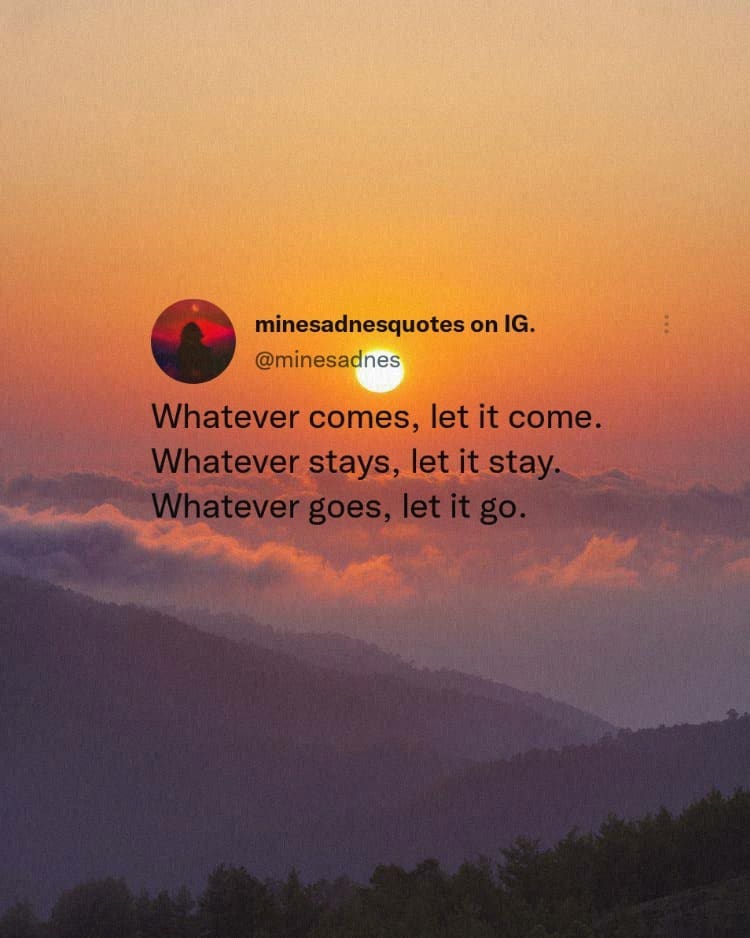 minesadnesquotes on IG.
@minesadnes
Whatever comes, let it come.
Whatever stays, let it stay.
Whatever goes, let it go.